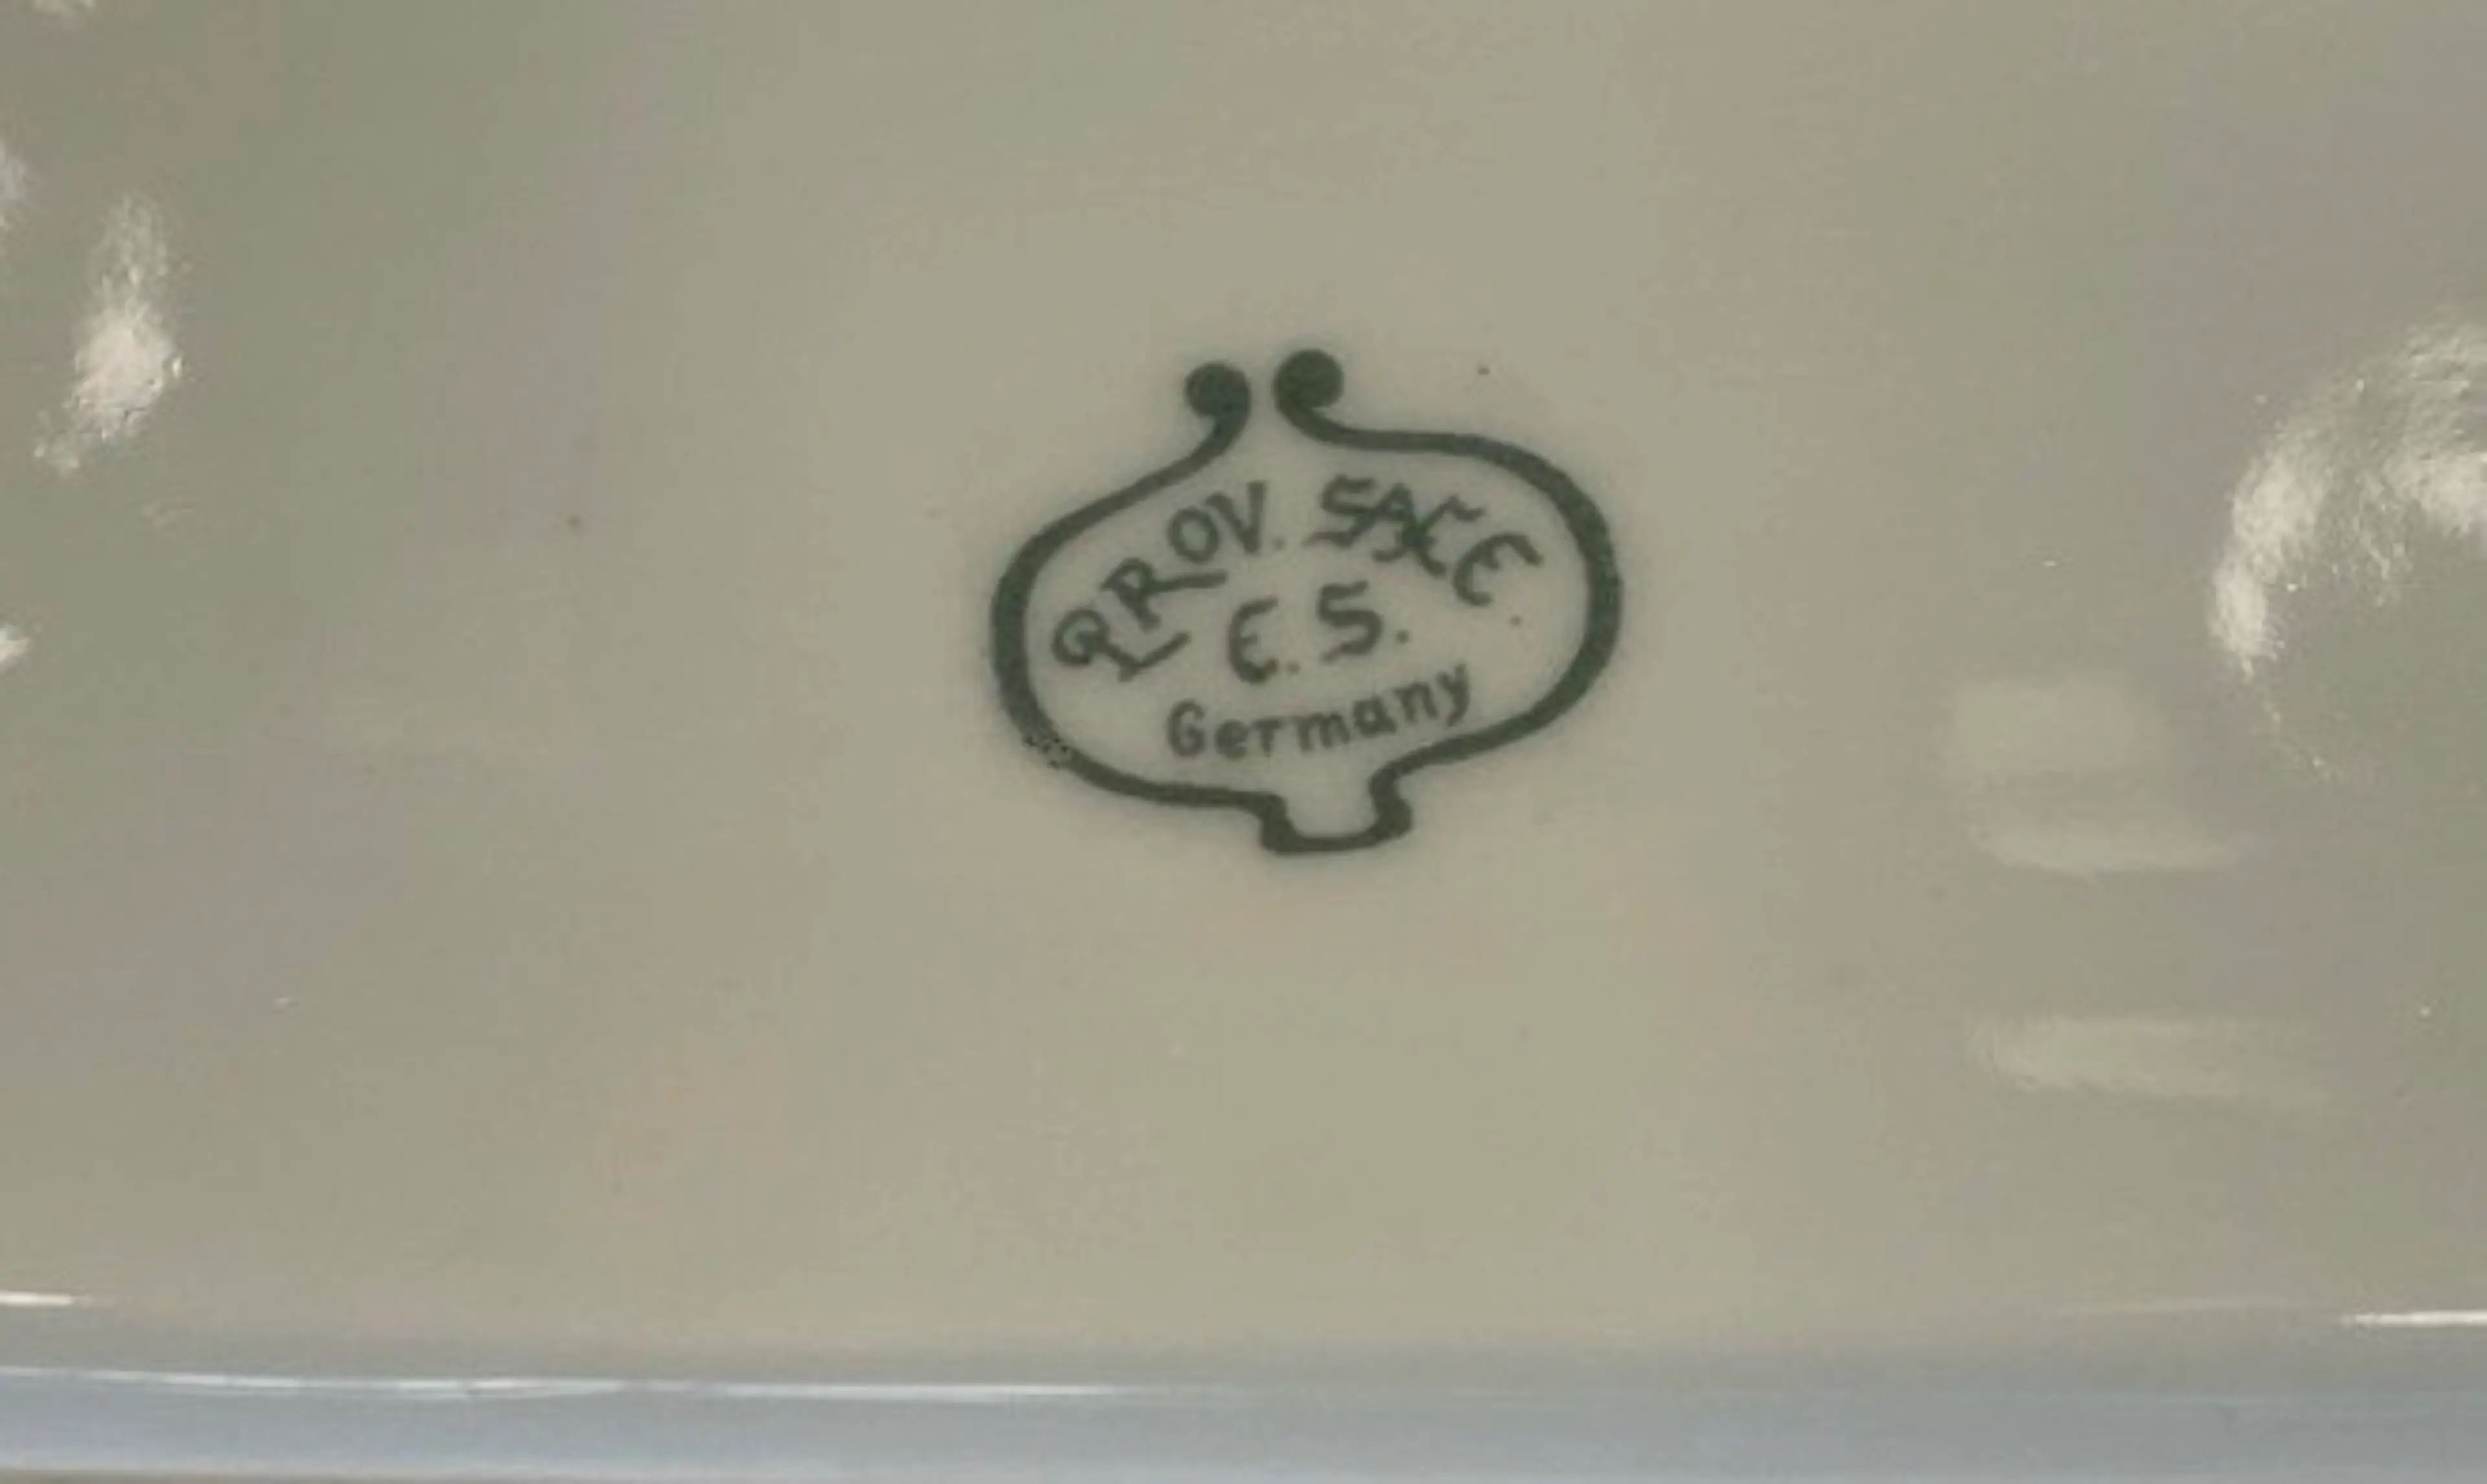 PROV. SAXE.
E. S.
Germany